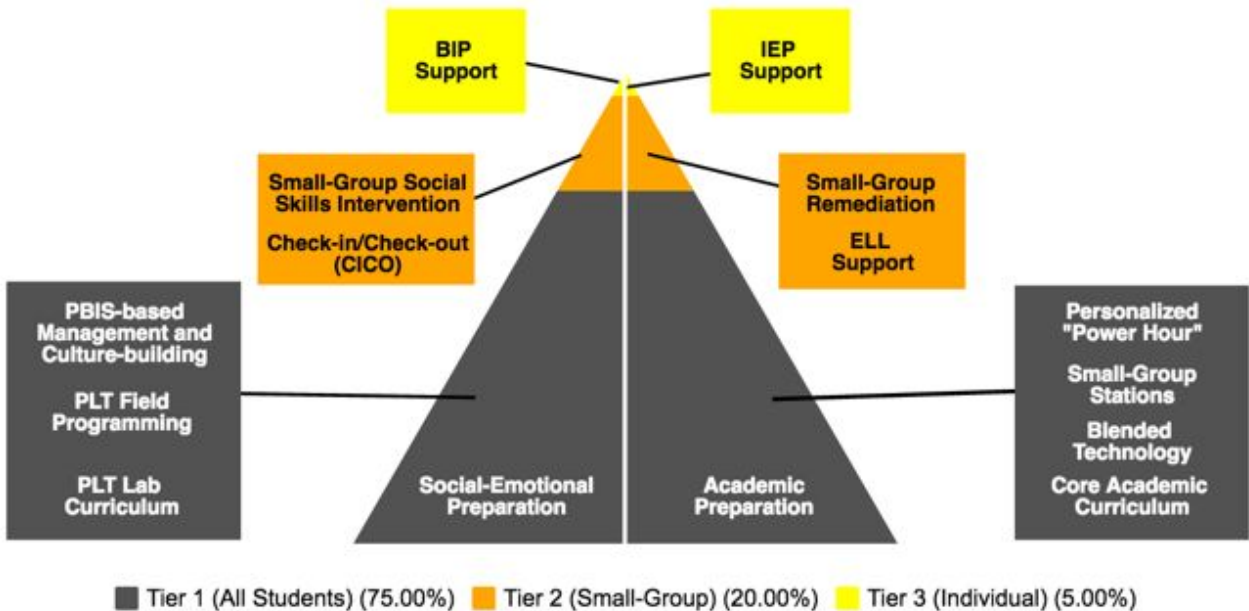 BIP
Support
IEP
Support
Small-Group Social
Skills Intervention
Check-in/Check-out
(CICO)
Small-Group
Remediation
ELL
Support
PBIS-based
Management and
Culture-building
PLT Field
Programming
PLT Lab
Curriculum
Personalized
"Power Hour"
Small-Group
Stations
Blended
Technology
Core Academic
Curriculum
Social-Emotional
Preparation
Academic
Preparation
Tier 1 (All Students) (75.00%) Tier 2 (Small-Group) (20.00%) Tier 3 (Individual) (5.00%)